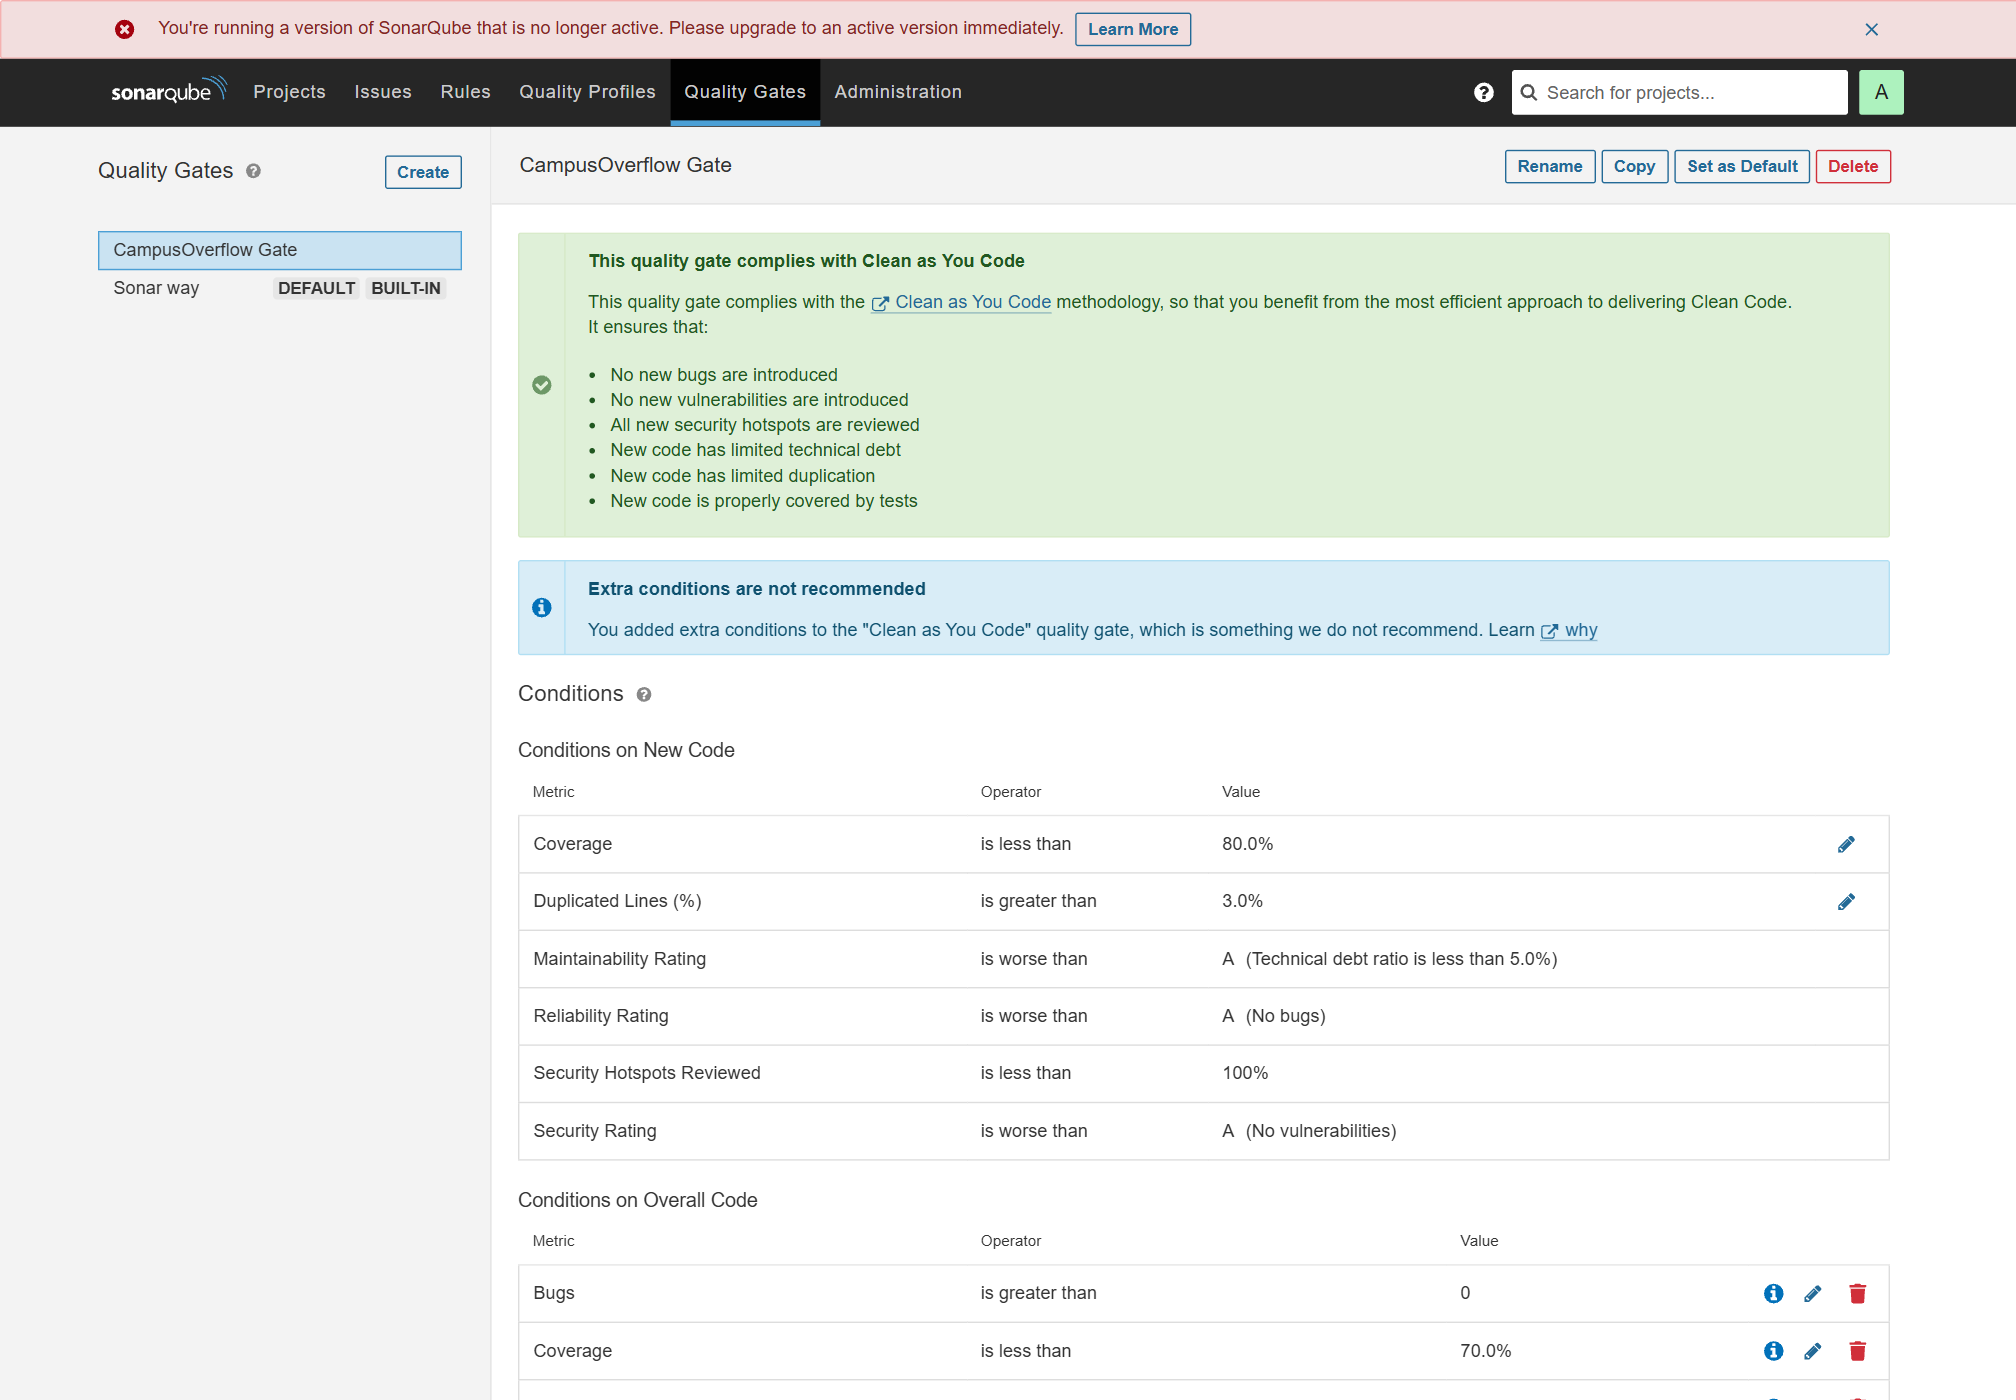 You're running a version of SonarQube that is no longer active. Please upgrade to an active version immediately. Learn More
sonarqube Projects Issues Rules Quality Profiles Quality Gates Administration Search for projects... A
Quality Gates Create
CampusOverflow Gate
Sonar way DEFAULT BUILT-IN
CampusOverflow Gate Rename Copy Set as Default Delete
This quality gate complies with Clean as You Code
This quality gate complies with the Clean as You Code methodology, so that you benefit from the most efficient approach to delivering Clean Code.
It ensures that:
• No new bugs are introduced
• No new vulnerabilities are introduced
• All new security hotspots are reviewed
• New code has limited technical debt
• New code has limited duplication
• New code is properly covered by tests
Extra conditions are not recommended
You added extra conditions to the "Clean as You Code" quality gate, which is something we do not recommend. Learn why
Conditions
Conditions on New Code
Metric Operator Value
Coverage is less than 80.0%
Duplicated Lines (%) is greater than 3.0%
Maintainability Rating is worse than A (Technical debt ratio is less than 5.0%)
Reliability Rating is worse than A (No bugs)
Security Hotspots Reviewed is less than 100%
Security Rating is worse than A (No vulnerabilities)
Conditions on Overall Code
Metric Operator Value
Bugs is greater than 0
Coverage is less than 70.0%